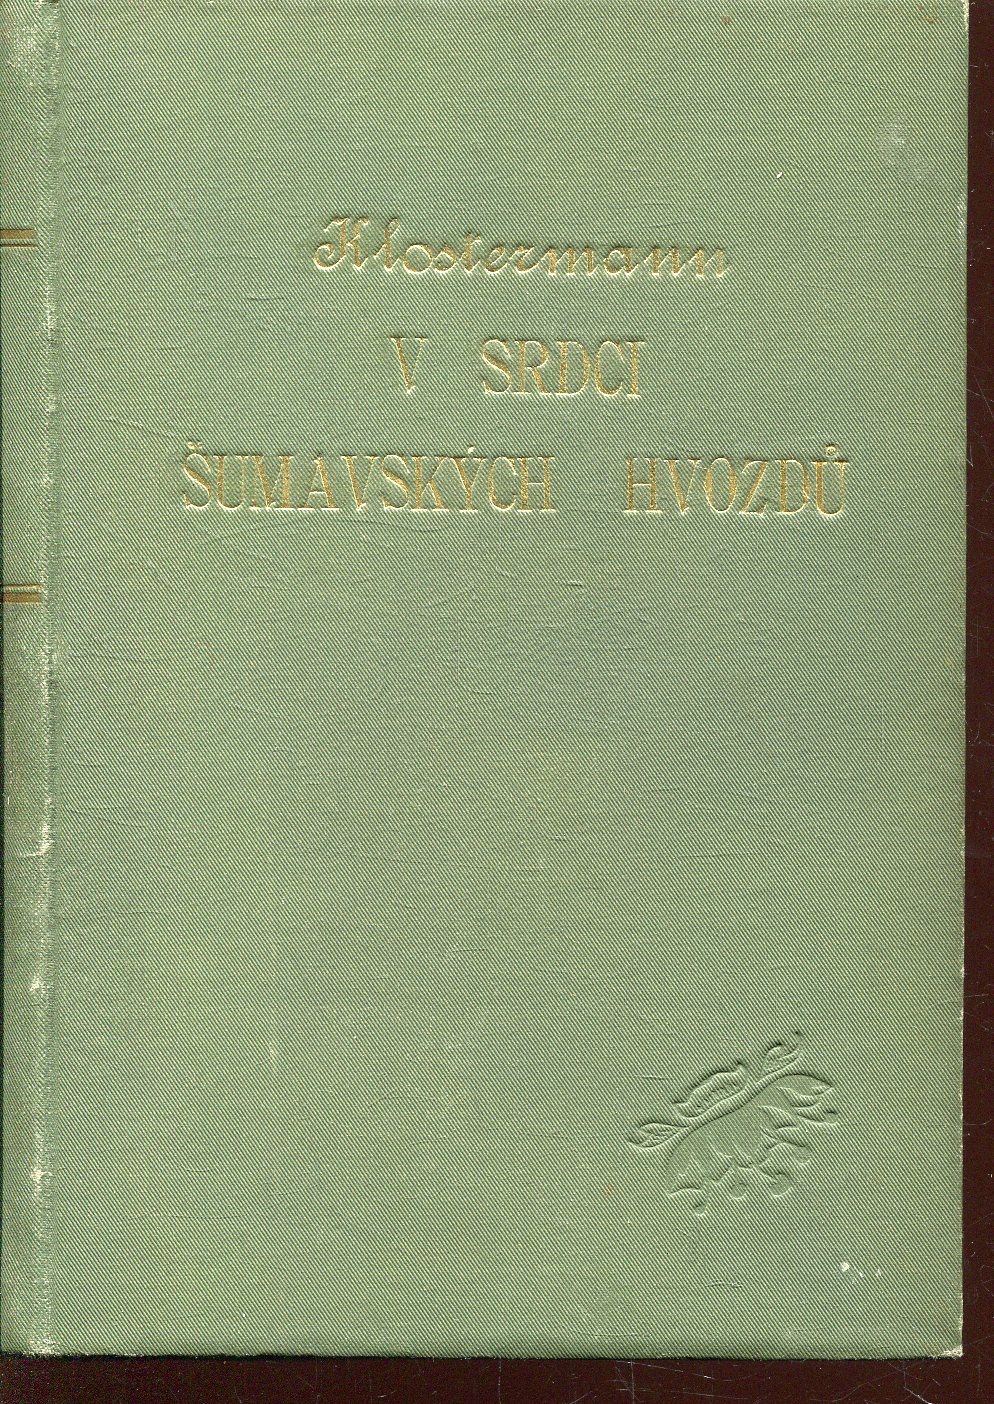 Klostermann
V SRDCI
ŠUMAVSKÝCH HVOZDŮ